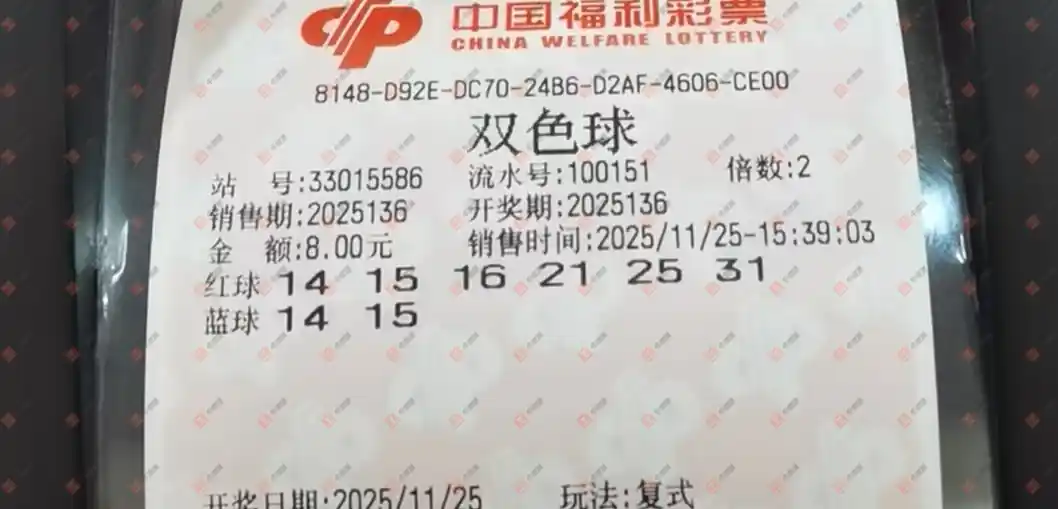 中国福利彩票
CHINA WELFARE LOTTERY
8148-D92E-DC70-24B6-D2AF-4606-CE00
双色球
站 号:33015586 流水号:100151 倍数:2
销售期:2025136 开奖期:2025136
金 额:8.00元 销售时间:2025/11/25-15:39:03
红球 14 15 16 21 25 31
蓝球 14 15
开奖日期:2025/11/25 玩法:复式